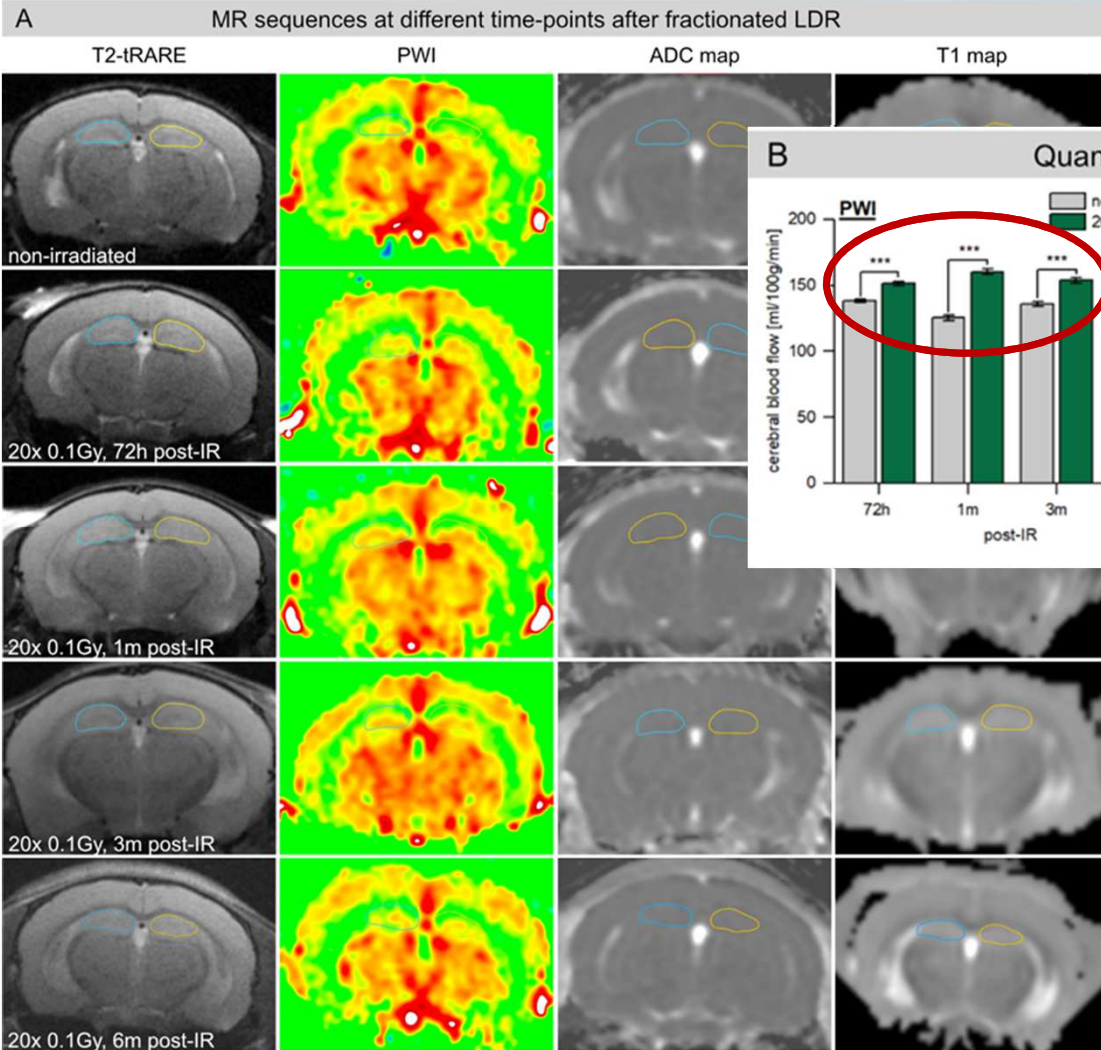 A
MR sequences at different time-points after fractionated LDR
T2-tRARE
PWI
ADC map
T1 map
non-irradiated
20x 0.1Gy, 72h post-IR
20x 0.1Gy, 1m post-IR
20x 0.1Gy, 3m post-IR
20x 0.1Gy, 6m post-IR
B
Quan
PWI
n
2
cerebral blood flow [ml/100g/min]
200
150
100
50
0
***
***
***
72h
1m
3m
post-IR